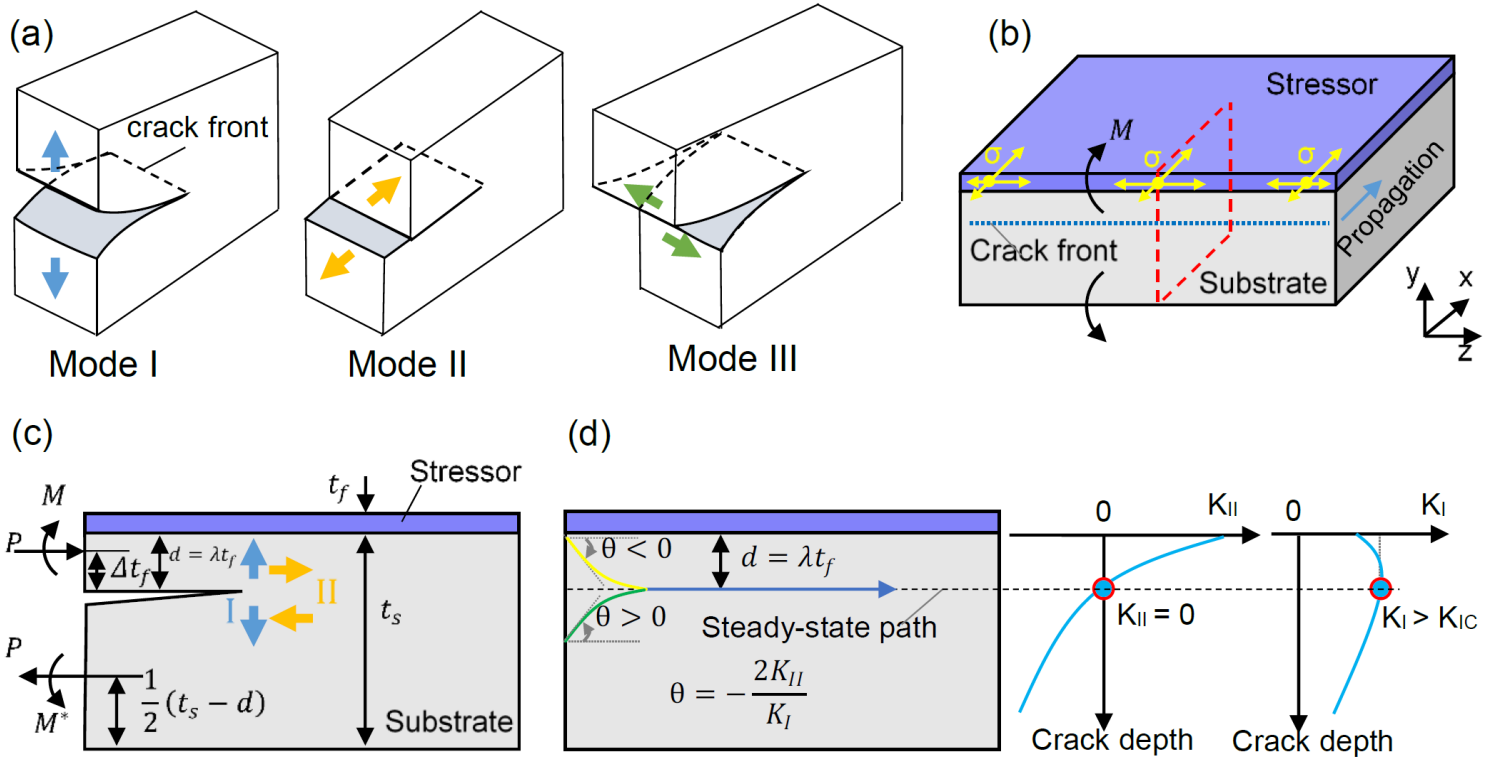 (a)
crack front
Mode I
Mode II
Mode III
(b)
Stressor
M
σ
σ
σ
Propagation
Crack front
Substrate
y
x
z
(c)
t_f
Stressor
M
P
Δt_f
d = λt_f
I
II
t_s
P
M*
1/2 (t_s − d)
Substrate
(d)
θ < 0
d = λt_f
θ > 0
Steady-state path
θ = − 2K_II / K_I
0
K_II
K_II = 0
Crack depth
0
K_I
K_I > K_IC
Crack depth